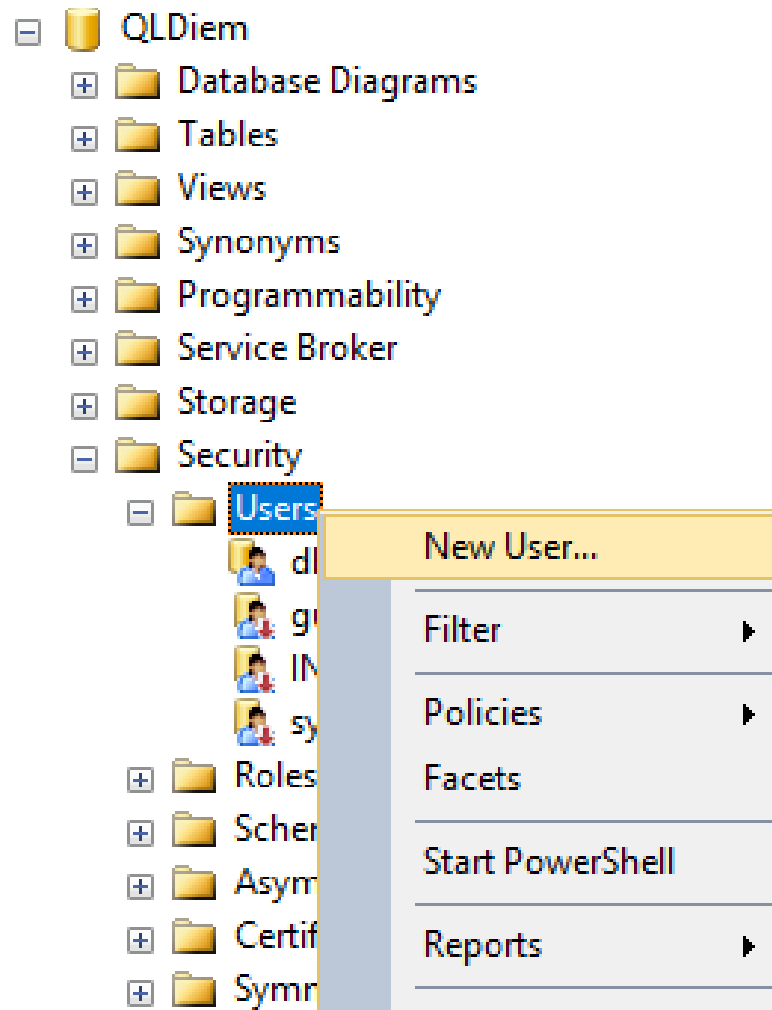 QLDiem
Database Diagrams
Tables
Views
Synonyms
Programmability
Service Broker
Storage
Security
Users
New User...
Filter
Policies
Roles
Facets
Start PowerShell
Reports